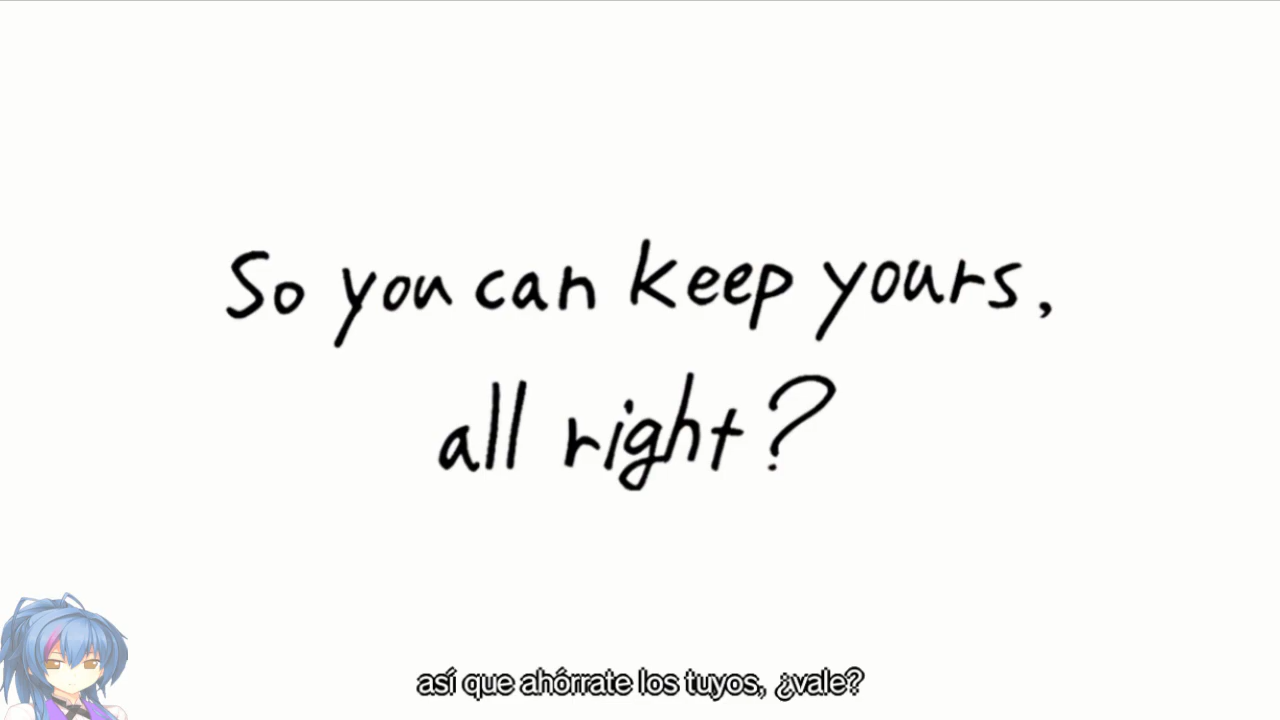 So you can keep yours,
all right?
así que ahórrate los tuyos, ¿vale?